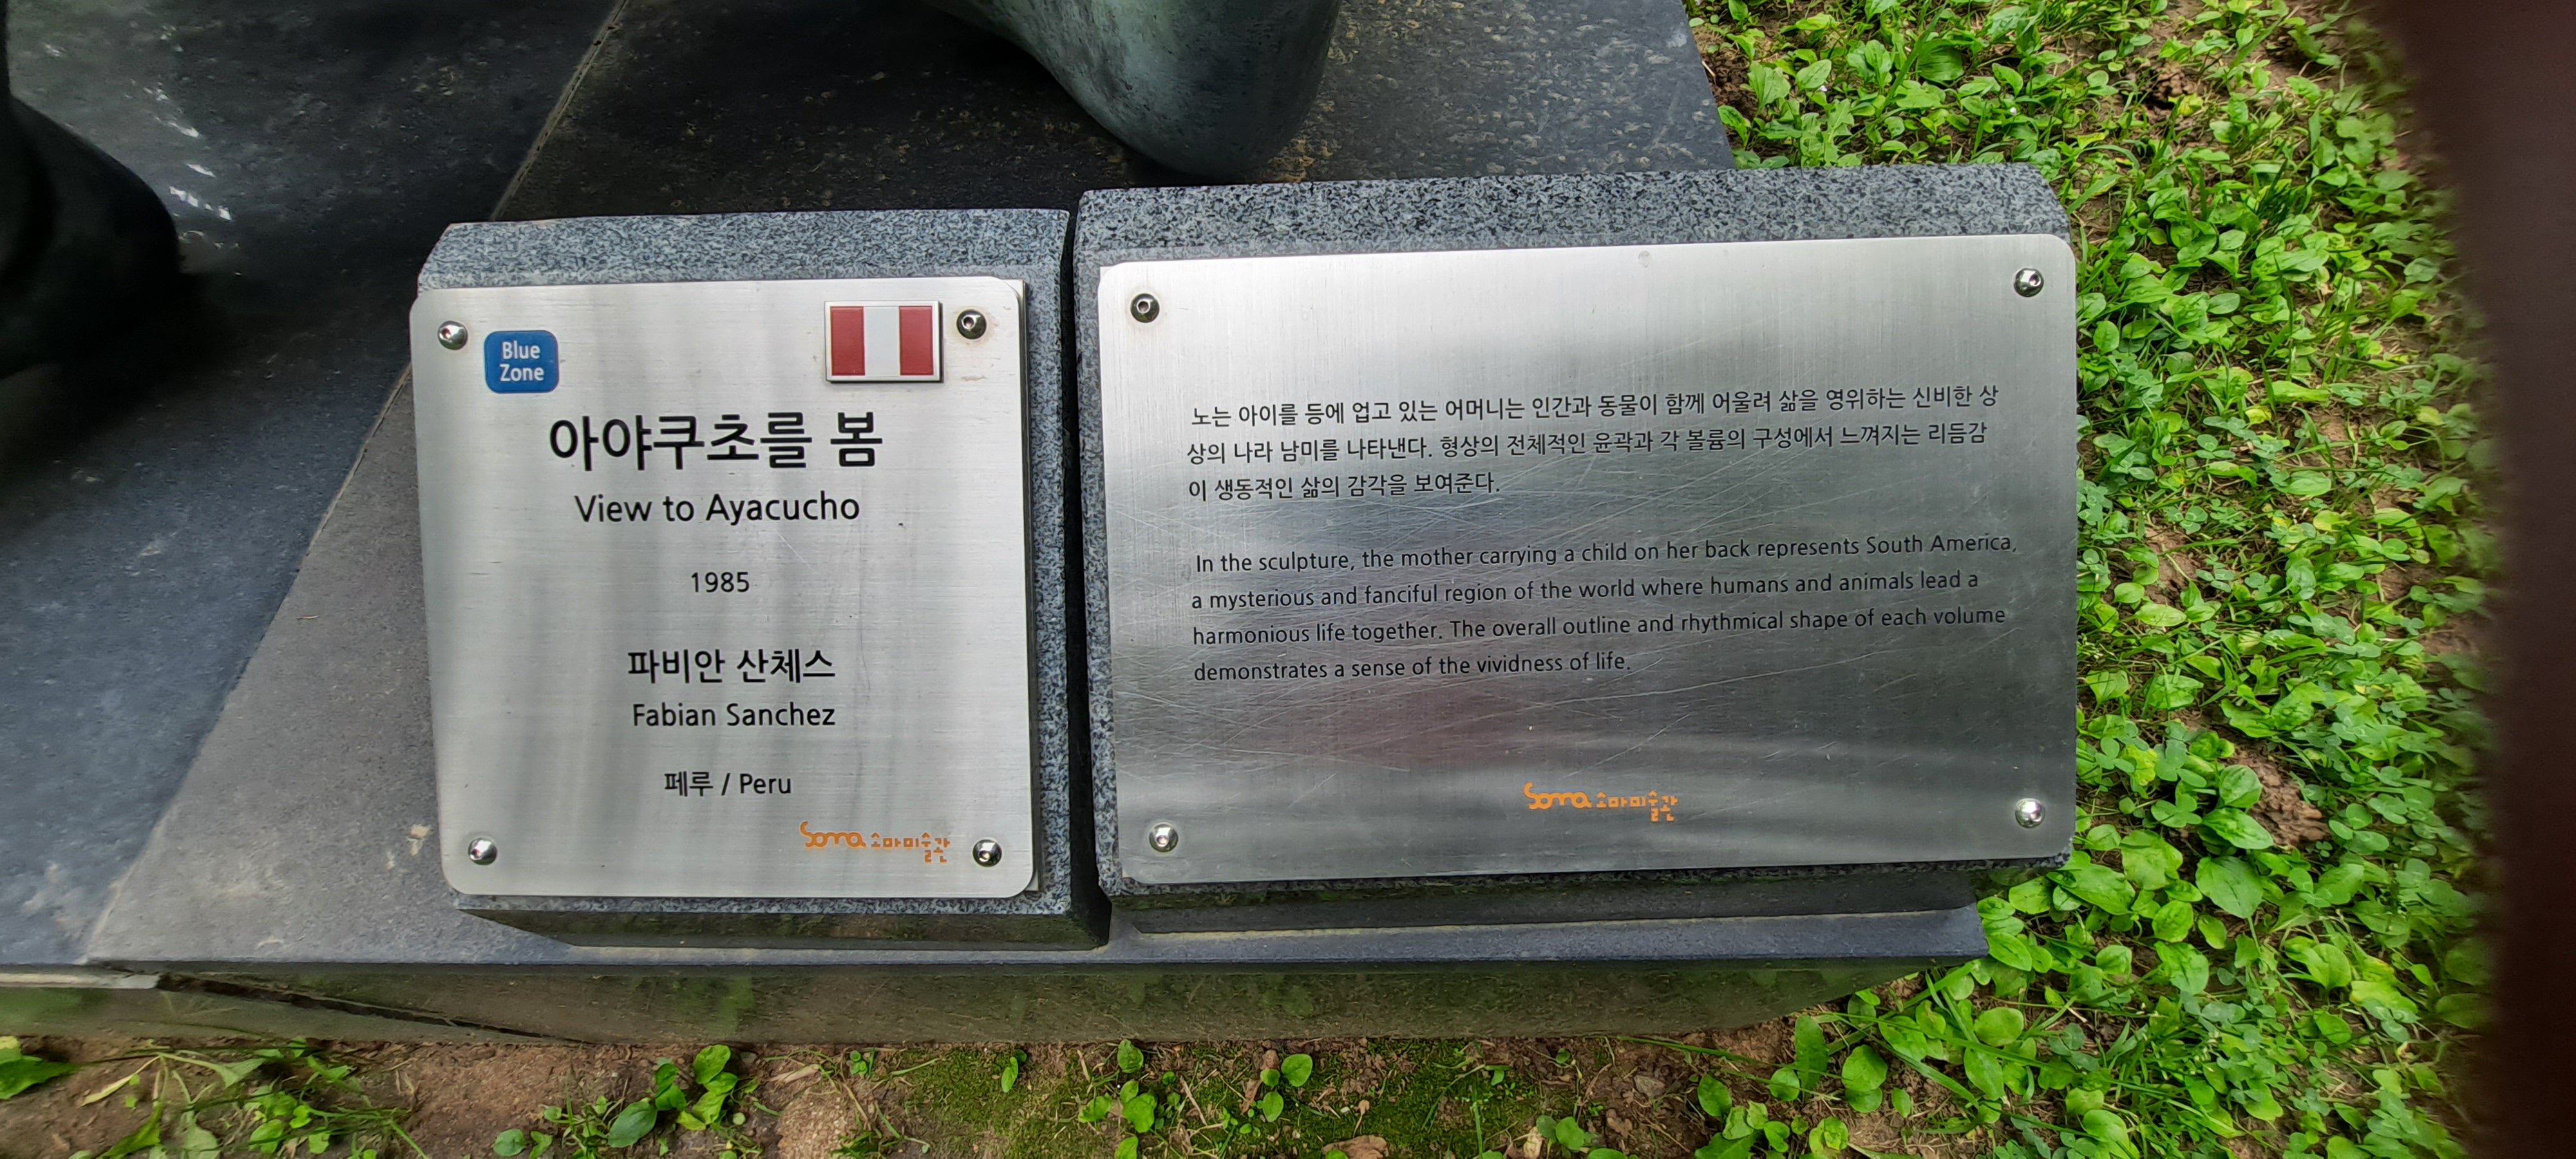 Blue
Zone
아야쿠초를 봄
View to Ayacucho
1985
파비안 산체스
Fabian Sanchez
페루 / Peru
Soma 소마미술관
노는 아이를 등에 업고 있는 어머니는 인간과 동물이 함께 어울려 삶을 영위하는 신비한 상
상의 나라 남미를 나타낸다. 형상의 전체적인 윤곽과 각 볼륨의 구성에서 느껴지는 리듬감
이 생동적인 삶의 감각을 보여준다.
In the sculpture, the mother carrying a child on her back represents South America,
a mysterious and fanciful region of the world where humans and animals lead a
harmonious life together. The overall outline and rhythmical shape of each volume
demonstrates a sense of the vividness of life.
Soma 소마미술관